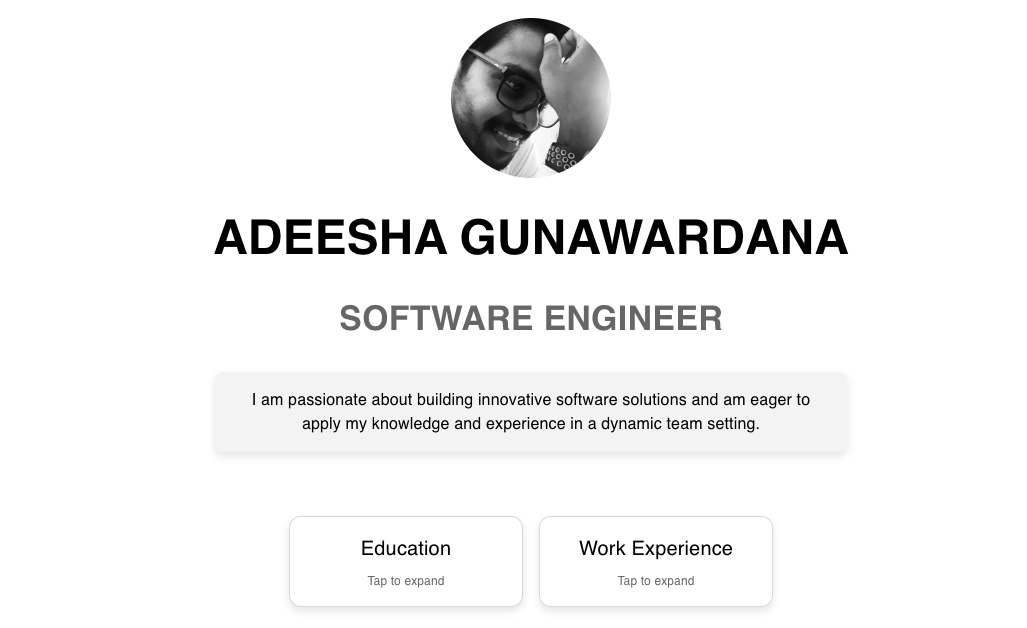 ADEESHA GUNAWARDANA
SOFTWARE ENGINEER
I am passionate about building innovative software solutions and am eager to
apply my knowledge and experience in a dynamic team setting.
Education
Tap to expand
Work Experience
Tap to expand